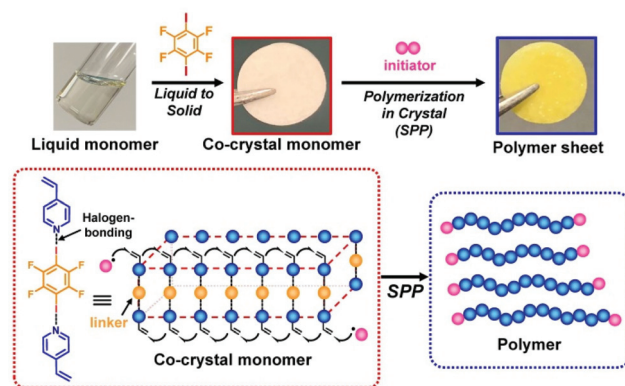 I
F
F
F
F
I
Liquid to
Solid
initiator
Polymerization
in Crystal
(SPP)
Liquid monomer
Co-crystal monomer
Polymer sheet
N
Halogen-
bonding
I
F
F
F
F
I
N
linker
Co-crystal monomer
SPP
Polymer